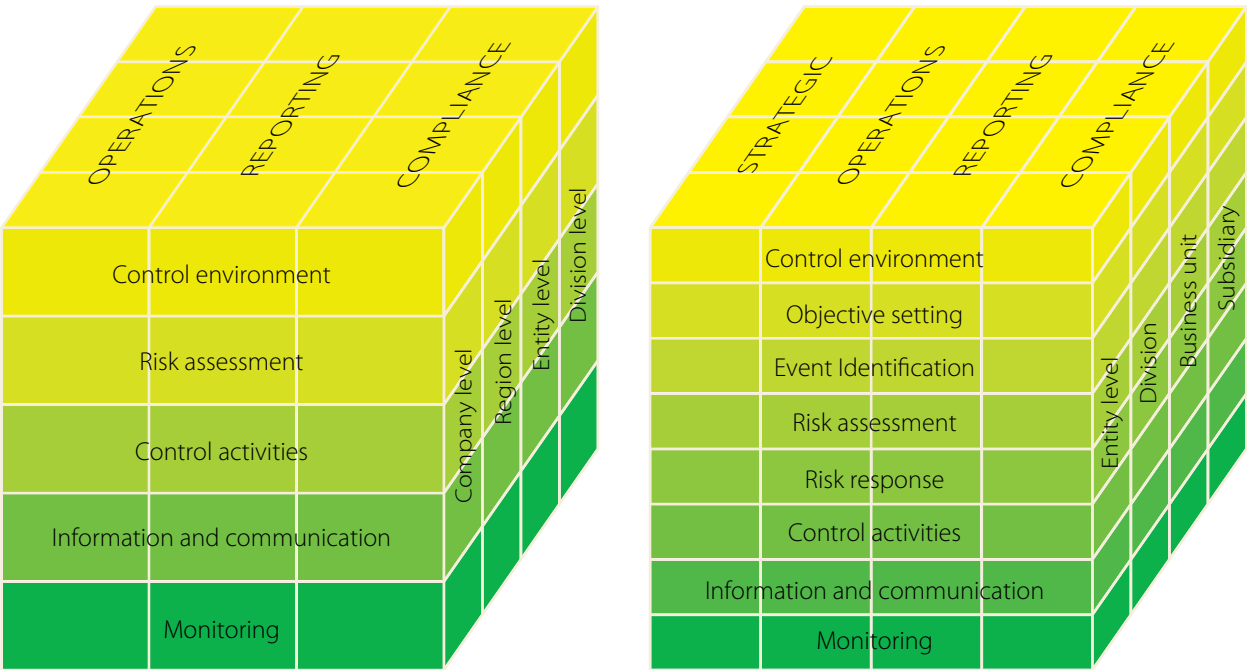 OPERATIONS
REPORTING
COMPLIANCE
Control environment
Risk assessment
Control activities
Information and communication
Monitoring
Company level
Region level
Entity level
Division level
STRATEGIC
OPERATIONS
REPORTING
COMPLIANCE
Control environment
Objective setting
Event Identification
Risk assessment
Risk response
Control activities
Information and communication
Monitoring
Entity level
Division
Business unit
Subsidiary